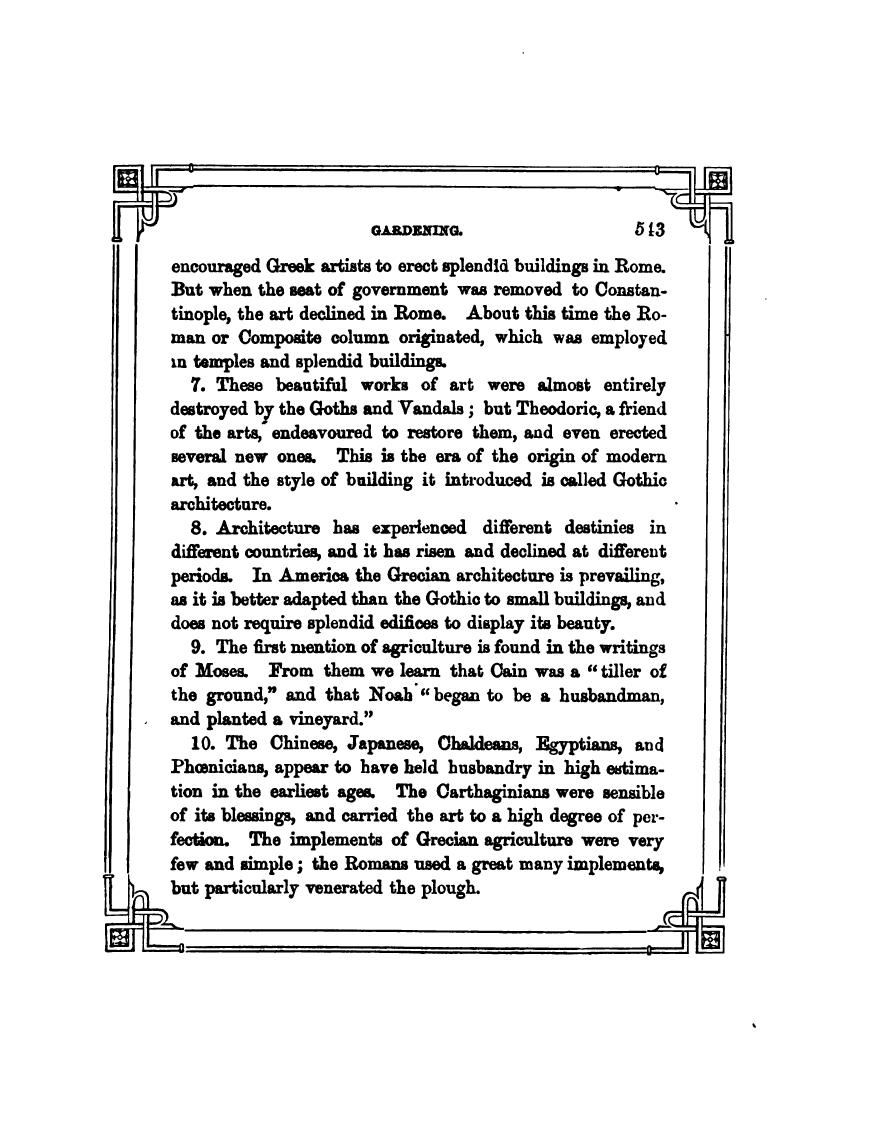 GARDENING. 513
encouraged Greek artists to erect splendid buildings in Rome.
But when the seat of government was removed to Constan-
tinople, the art declined in Rome. About this time the Ro-
man or Composite column originated, which was employed
in temples and splendid buildings.
7. These beautiful works of art were almost entirely
destroyed by the Goths and Vandals; but Theodoric, a friend
of the arts, endeavoured to restore them, and even erected
several new ones. This is the era of the origin of modern
art, and the style of building it introduced is called Gothic
architecture.
8. Architecture has experienced different destinies in
different countries, and it has risen and declined at different
periods. In America the Grecian architecture is prevailing,
as it is better adapted than the Gothic to small buildings, and
does not require splendid edifices to display its beauty.
9. The first mention of agriculture is found in the writings
of Moses. From them we learn that Cain was a "tiller of
the ground," and that Noah "began to be a husbandman,
and planted a vineyard."
10. The Chinese, Japanese, Chaldeans, Egyptians, and
Phœnicians, appear to have held husbandry in high estima-
tion in the earliest ages. The Carthaginians were sensible
of its blessings, and carried the art to a high degree of per-
fection. The implements of Grecian agriculture were very
few and simple; the Romans used a great many implements,
but particularly venerated the plough.